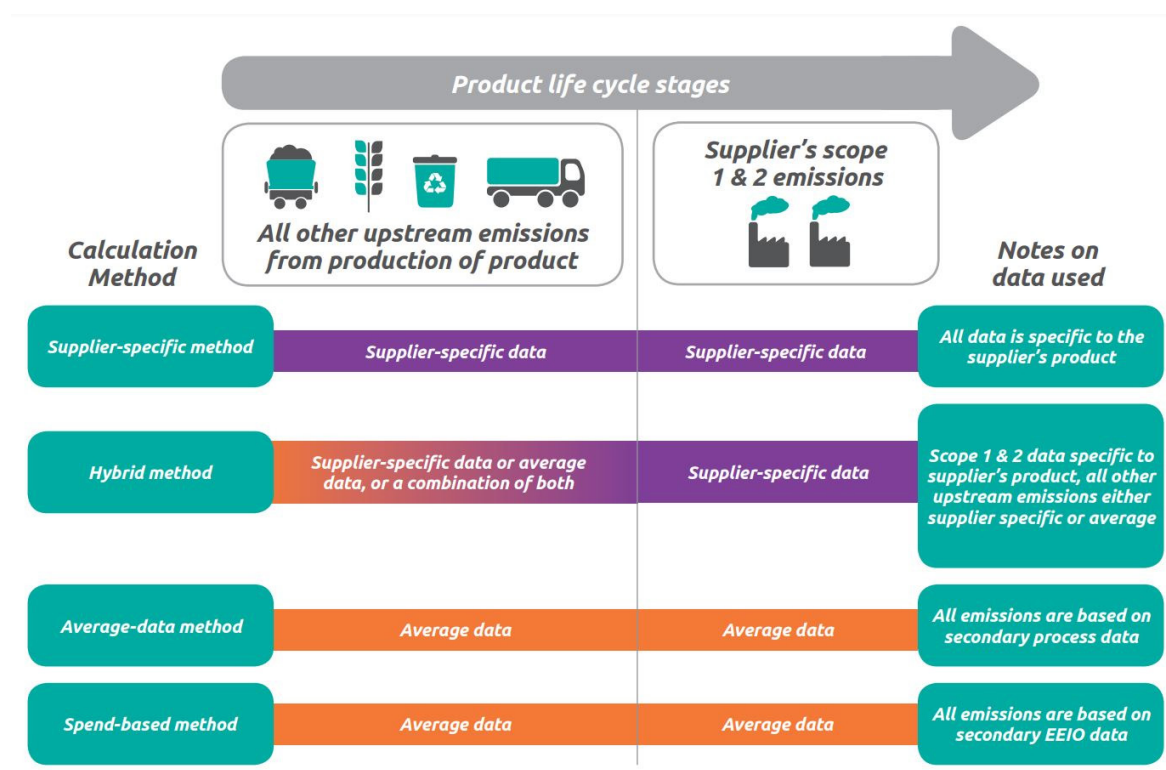 Product life cycle stages
All other upstream emissions
from production of product
Supplier's scope
1 & 2 emissions
Calculation
Method
Notes on
data used
Supplier-specific method
Supplier-specific data
Supplier-specific data
All data is specific to the
supplier's product
Hybrid method
Supplier-specific data or average
data, or a combination of both
Supplier-specific data
Scope 1 & 2 data specific to
supplier's product, all other
upstream emissions either
supplier specific or average
Average-data method
Average data
Average data
All emissions are based on
secondary process data
Spend-based method
Average data
Average data
All emissions are based on
secondary EEIO data